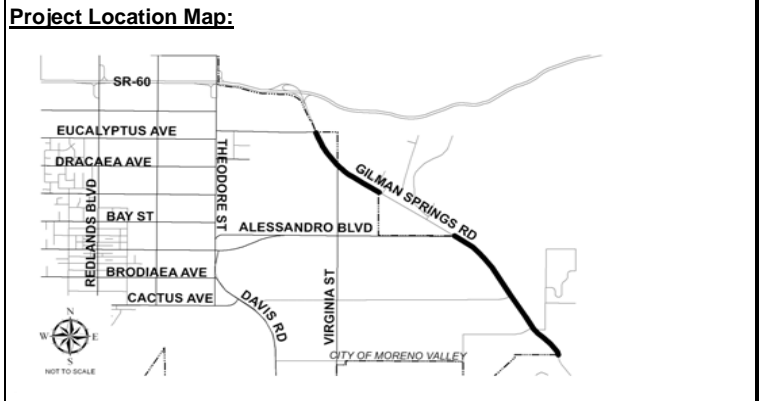 Project Location Map:
SR-60
EUCALYPTUS AVE
DRACAEA AVE
THEODORE ST
GILMAN SPRINGS RD
REDLANDS BLVD
BAY ST
ALESSANDRO BLVD
BRODIAEA AVE
CACTUS AVE
DAVIS RD
VIRGINIA ST
CITY OF MORENO VALLEY
N
W
E
S
NOT TO SCALE